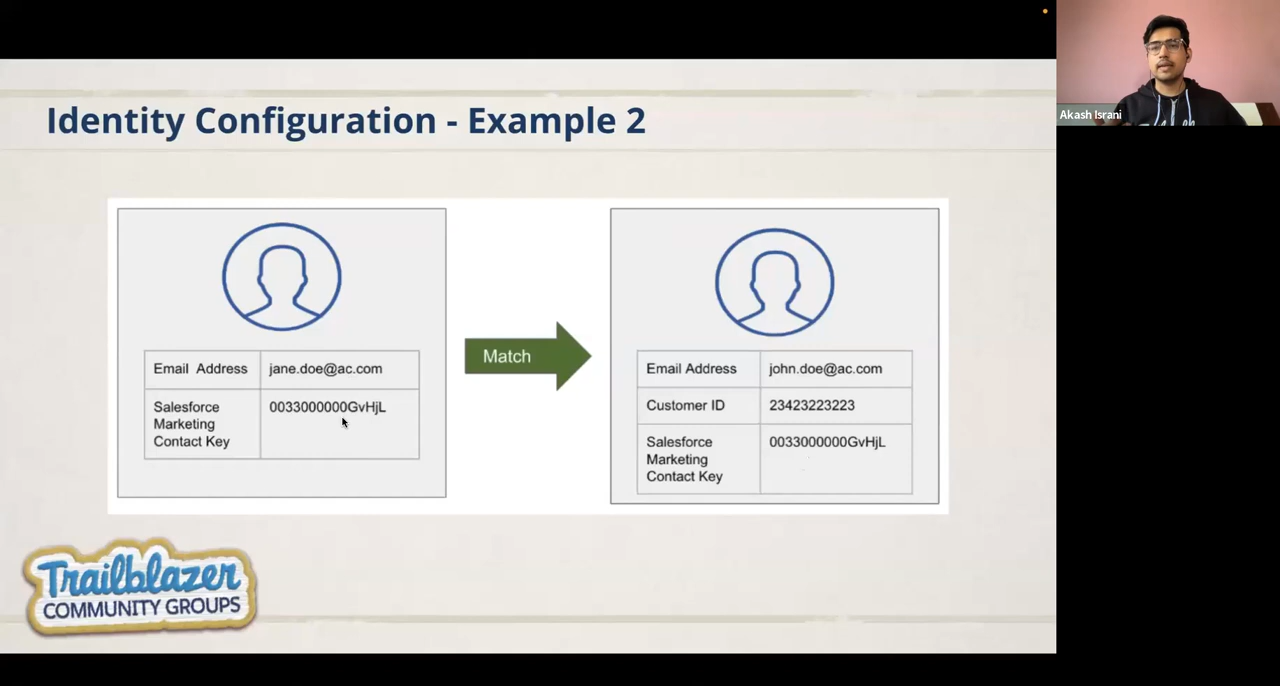 Akash Israni
Identity Configuration - Example 2
Email Address jane.doe@ac.com
Salesforce 0033000000GvHjL
Marketing
Contact Key
Match
Email Address john.doe@ac.com
Customer ID 23423223223
Salesforce 0033000000GvHjL
Marketing
Contact Key
Trailblazer
COMMUNITY GROUPS